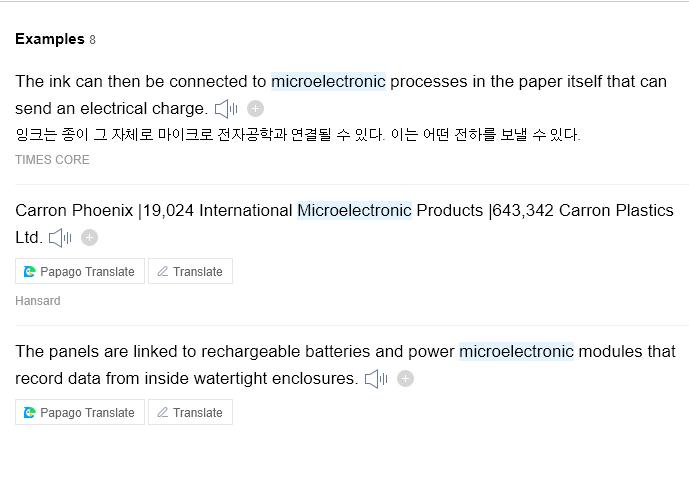 Examples 8
The ink can then be connected to microelectronic processes in the paper itself that can
send an electrical charge.
잉크는 종이 그 자체로 마이크로 전자공학과 연결될 수 있다. 이는 어떤 전하를 보낼 수 있다.
TIMES CORE
Carron Phoenix |19,024 International Microelectronic Products |643,342 Carron Plastics
Ltd.
Papago Translate Translate
Hansard
The panels are linked to rechargeable batteries and power microelectronic modules that
record data from inside watertight enclosures.
Papago Translate Translate